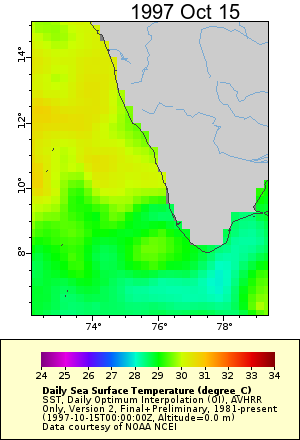 1997 Oct 15
14°
12°
10°
8°
74° 76° 78°
24 25 26 27 28 29 30 31 32 33 34
Daily Sea Surface Temperature (degree_C)
SST, Daily Optimum Interpolation (OI), AVHRR
Only, Version 2, Final+Preliminary, 1981-present
(1997-10-15T00:00:00Z, Altitude=0.0 m)
Data courtesy of NOAA NCEI